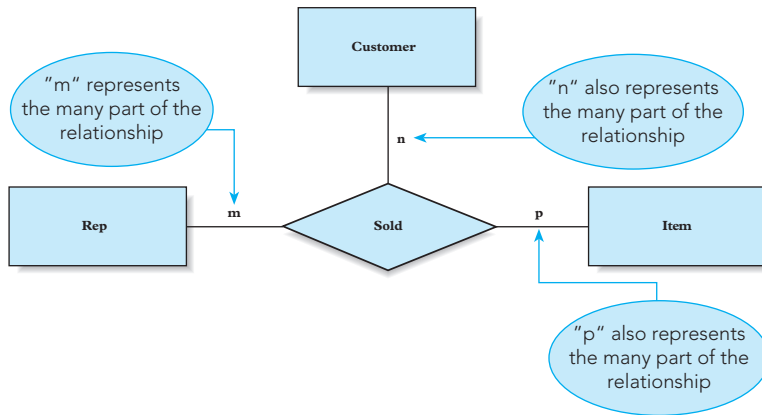 Customer
"m" represents
the many part of the
relationship
"n" also represents
the many part of the
relationship
n
Rep
m
Sold
p
Item
"p" also represents
the many part of the
relationship